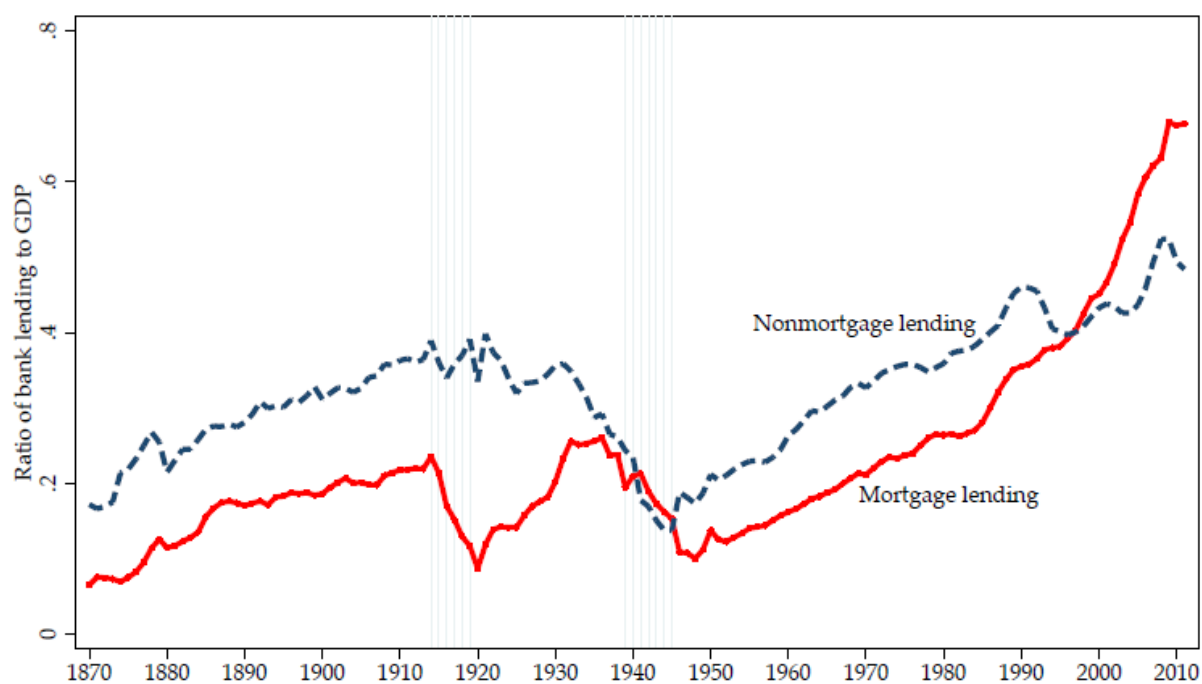 .8
.6
.4
.2
0
Ratio of bank lending to GDP
Nonmortgage lending
Mortgage lending
1870 1880 1890 1900 1910 1920 1930 1940 1950 1960 1970 1980 1990 2000 2010